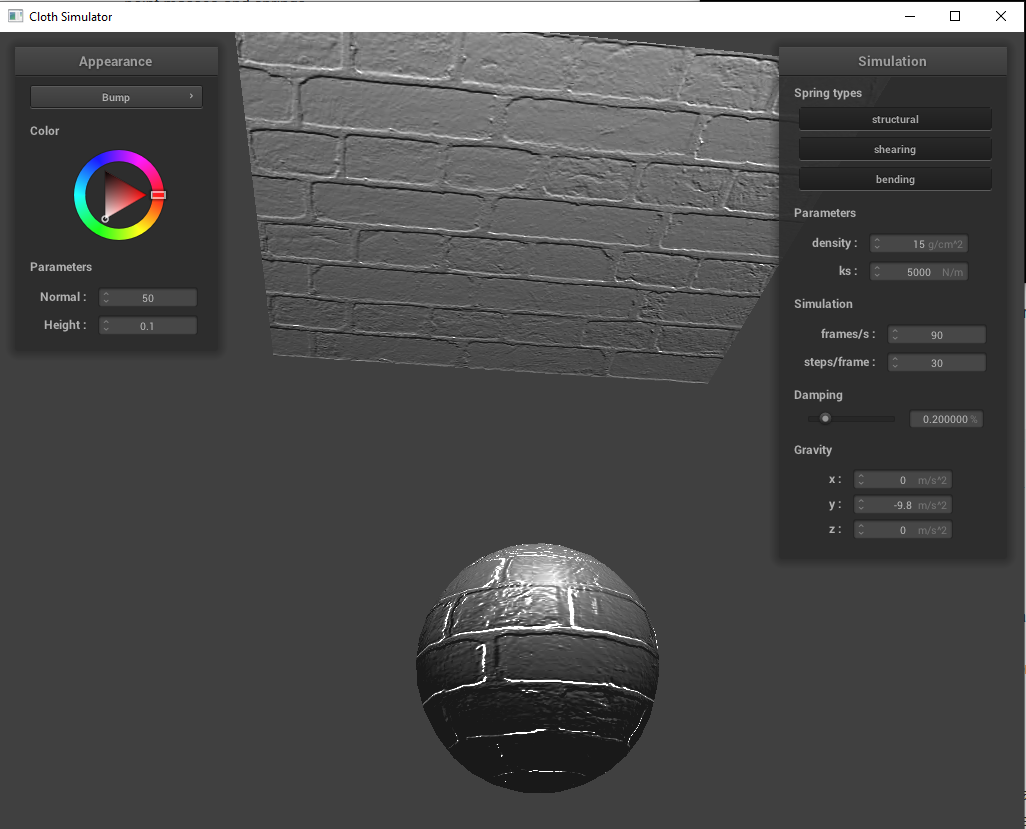 Cloth Simulator
Appearance
Bump
Color
Parameters
Normal : 50
Height : 0.1
Simulation
Spring types
structural
shearing
bending
Parameters
density : 15 g/cm^2
ks : 5000 N/m
Simulation
frames/s : 90
steps/frame : 30
Damping
0.200000 %
Gravity
x : 0 m/s^2
y : -9.8 m/s^2
z : 0 m/s^2